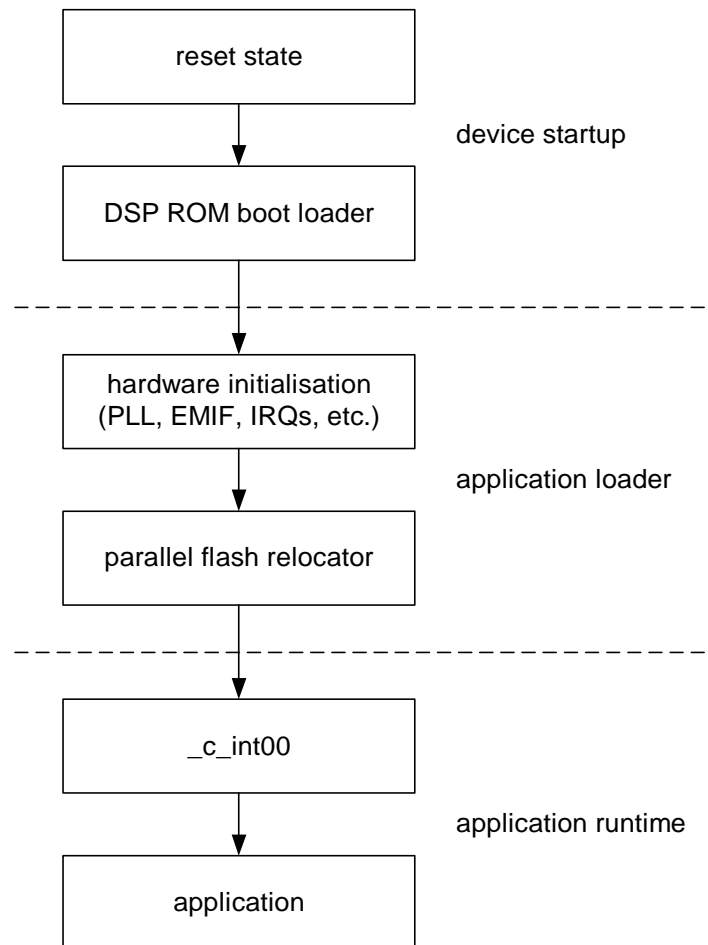 reset state
device startup
DSP ROM boot loader
hardware initialisation
(PLL, EMIF, IRQs, etc.)
application loader
parallel flash relocator
_c_int00
application runtime
application